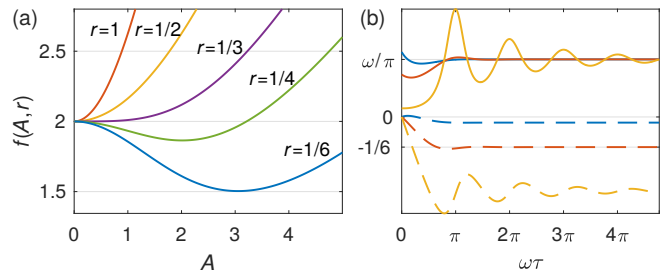 (a)
r=1
r=1/2
r=1/3
r=1/4
r=1/6
2.5
2
1.5
f(A, r)
0 1 2 3 4
A
(b)
ω/π
0
-1/6
0 π 2π 3π 4π
ωτ